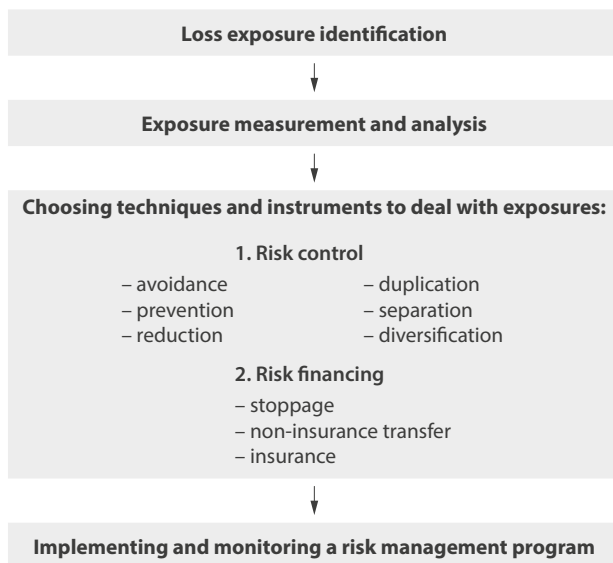 Loss exposure identification
Exposure measurement and analysis
Choosing techniques and instruments to deal with exposures:
1. Risk control
– avoidance
– prevention
– reduction
– duplication
– separation
– diversification
2. Risk financing
– stoppage
– non-insurance transfer
– insurance
Implementing and monitoring a risk management program